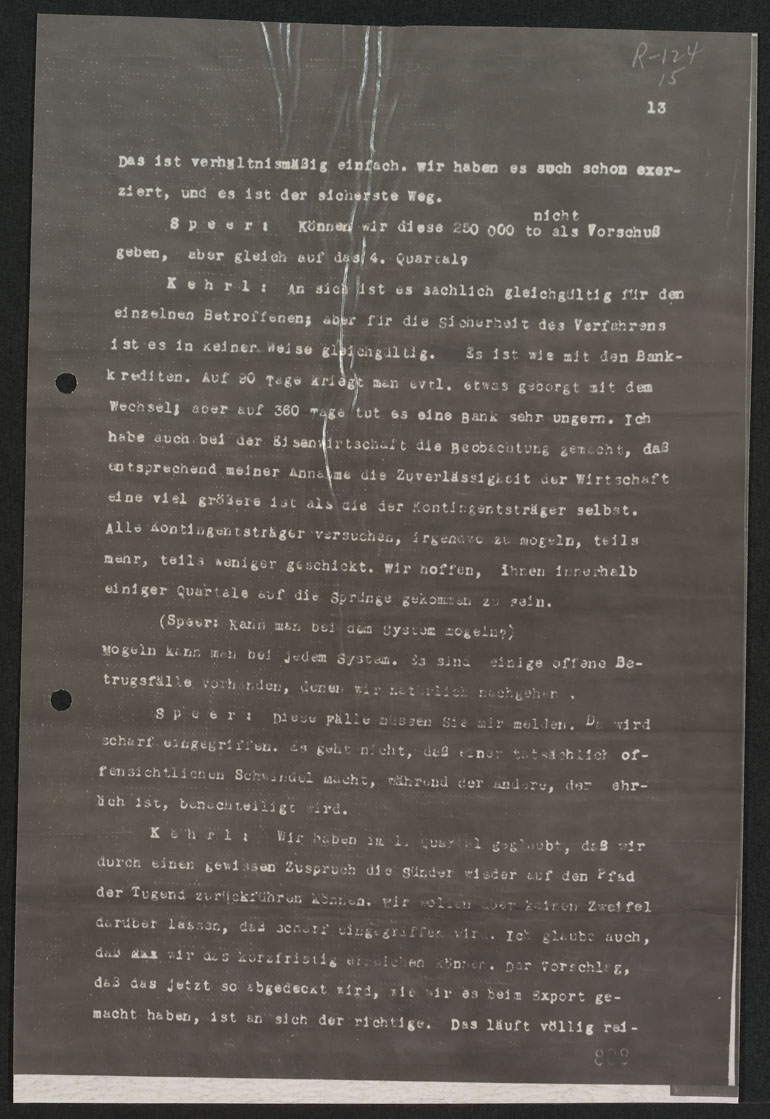 R-124
15
13
Das ist verhältnismäßig einfach. Wir haben es auch schon exer-
ziert, und es ist der sicherste Weg.
nicht
Speer: Können wir diese 250 000 to als Vorschuß
geben, aber gleich auf das 4. Quartal?
Kehrl: An sich ist es sachlich gleichgültig für den
einzelnen Betroffenen; aber für die Sicherheit des Verfahrens
ist es in keiner Weise gleichgültig. Es ist wie mit den Bank-
krediten. Auf 90 Tage kriegt man evtl. etwas geborgt mit dem
Wechsel; aber auf 360 Tage tut es eine Bank sehr ungern. Ich
habe auch bei der Eisenwirtschaft die Beobachtung gemacht, daß
entsprechend meiner Annahme die Zuverlässigkeit der Wirtschaft
eine viel größere ist als die der Kontingentsträger selbst.
Alle Kontingentsträger versuchen, irgendwo zu mogeln, teils
mehr, teils weniger geschickt. Wir hoffen, ihnen innerhalb
einiger Quartale auf die Sprünge gekommen zu sein.
(Speer: Kann man bei dem System mogeln?)
Mogeln kann man bei jedem System. Es sind einige offene Be-
trugsfälle vorhanden, denen wir natürlich nachgehen.
Speer: Diese Fälle müssen Sie mir melden. Da wird
scharf eingegriffen. Es geht nicht, daß einer tatsächlich of-
fensichtlichen Schwindel macht, während der andere, der ehr-
lich ist, benachteiligt wird.
Kehrl: Wir haben im 1. Quartal geglaubt, daß wir
durch einen gewissen Zuspruch die Sünder wieder auf den Pfad
der Tugend zurückführen können. Wir wollen aber keinen Zweifel
darüber lassen, daß scharf eingegriffen wird. Ich glaube auch,
daß wir das kurzfristig erreichen können. Der Vorschlag,
daß das jetzt so abgedeckt wird, wie wir es beim Export ge-
macht haben, ist an sich der richtige. Das läuft völlig rei-
808